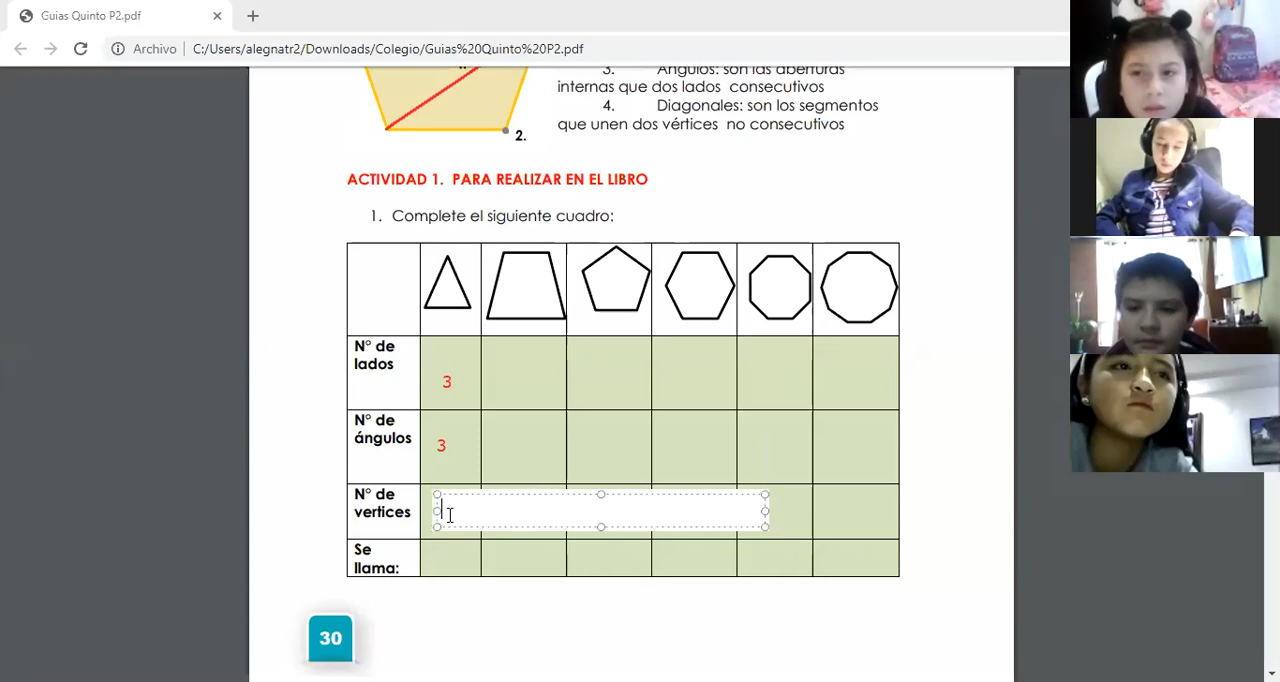 Guias Quinto P2.pdf
Archivo | C:/Users/alegnatr2/Downloads/Colegio/Guias%20Quinto%20P2.pdf
3. Ángulos: son las aberturas
internas que dos lados consecutivos
4. Diagonales: son los segmentos
que unen dos vértices no consecutivos
2.
ACTIVIDAD 1. PARA REALIZAR EN EL LIBRO
1. Complete el siguiente cuadro:
N° de
lados
3
N° de
ángulos
3
N° de
vertices
Se
llama:
30